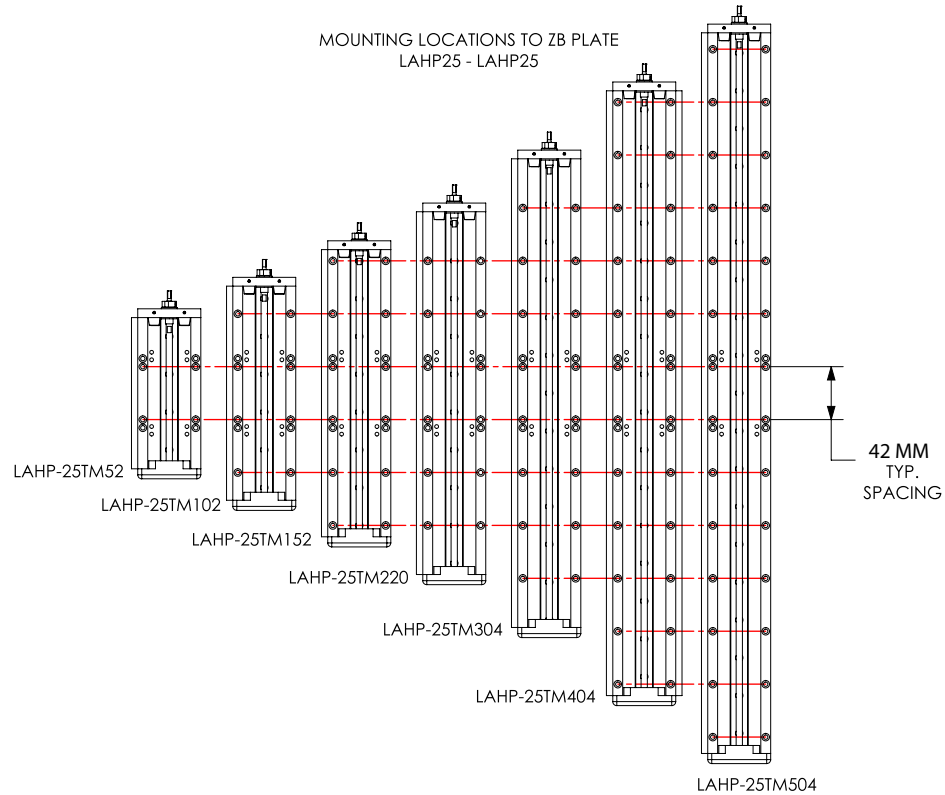 MOUNTING LOCATIONS TO ZB PLATE
LAHP25 - LAHP25
42 MM
TYP.
SPACING
LAHP-25TM52
LAHP-25TM102
LAHP-25TM152
LAHP-25TM220
LAHP-25TM304
LAHP-25TM404
LAHP-25TM504